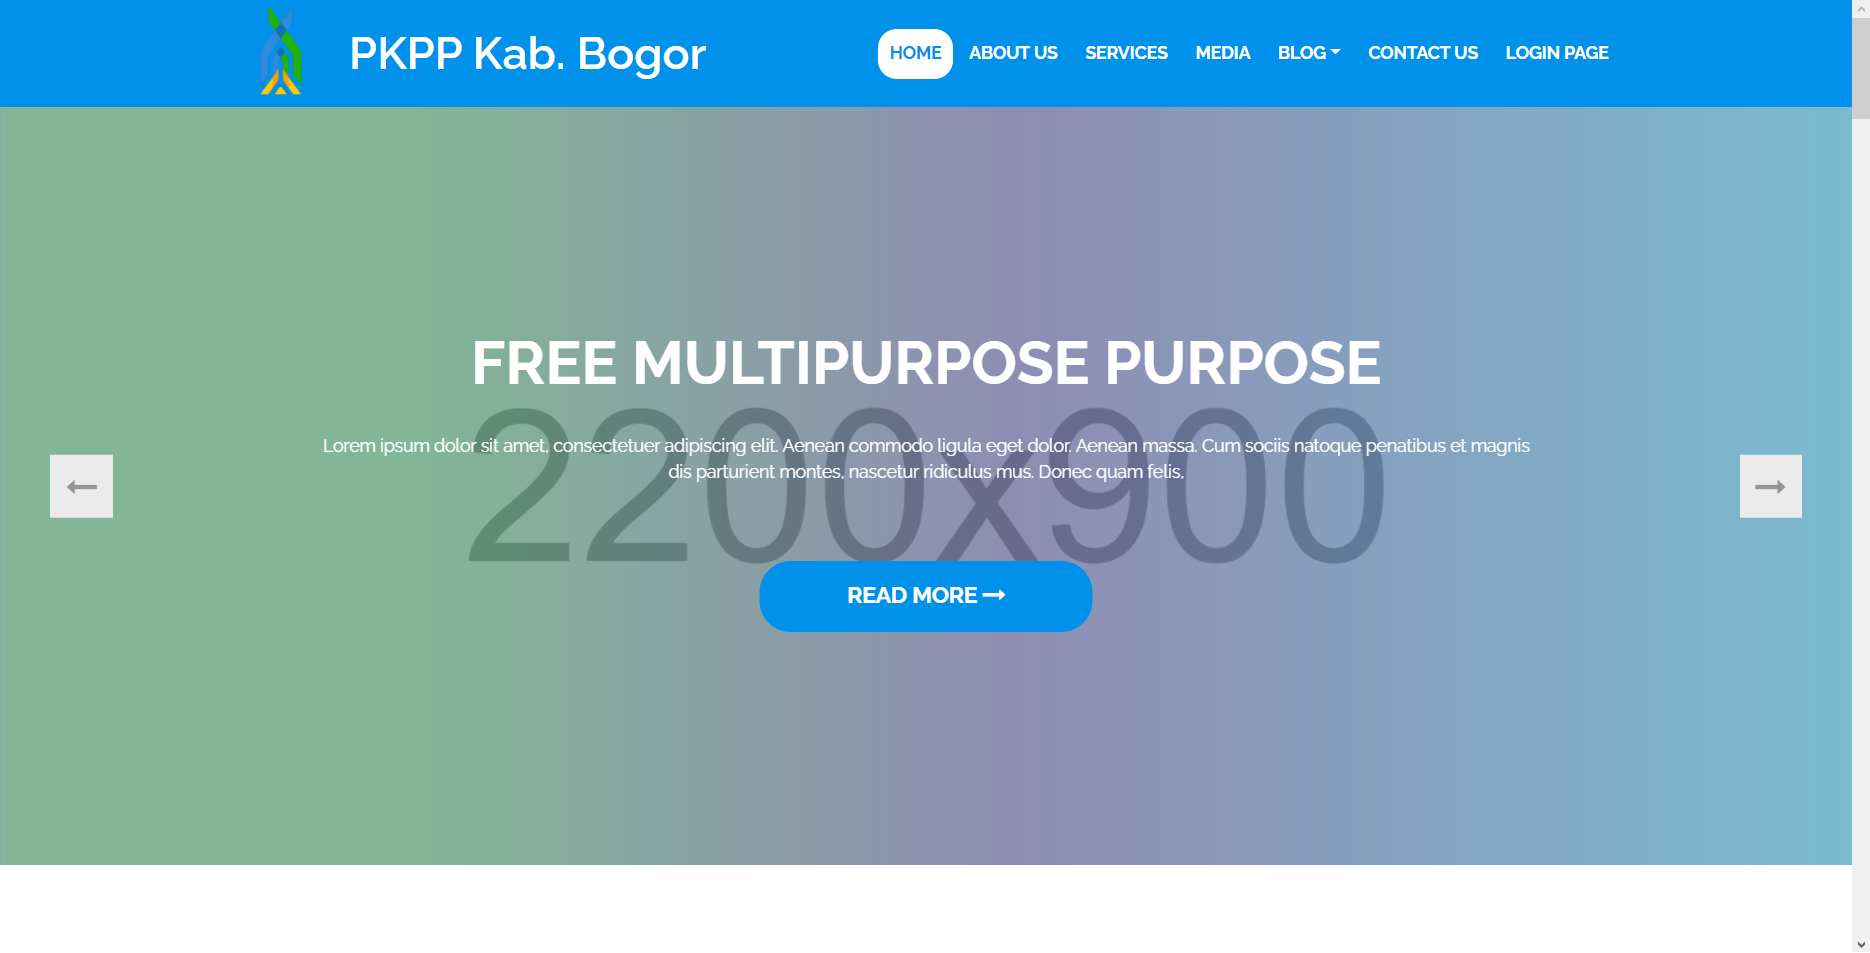 PKPP Kab. Bogor
HOME ABOUT US SERVICES MEDIA BLOG CONTACT US LOGIN PAGE
FREE MULTIPURPOSE PURPOSE
2200x900
Lorem ipsum dolor sit amet, consectetuer adipiscing elit. Aenean commodo ligula eget dolor. Aenean massa. Cum sociis natoque penatibus et magnis
dis parturient montes, nascetur ridiculus mus. Donec quam felis,
READ MORE